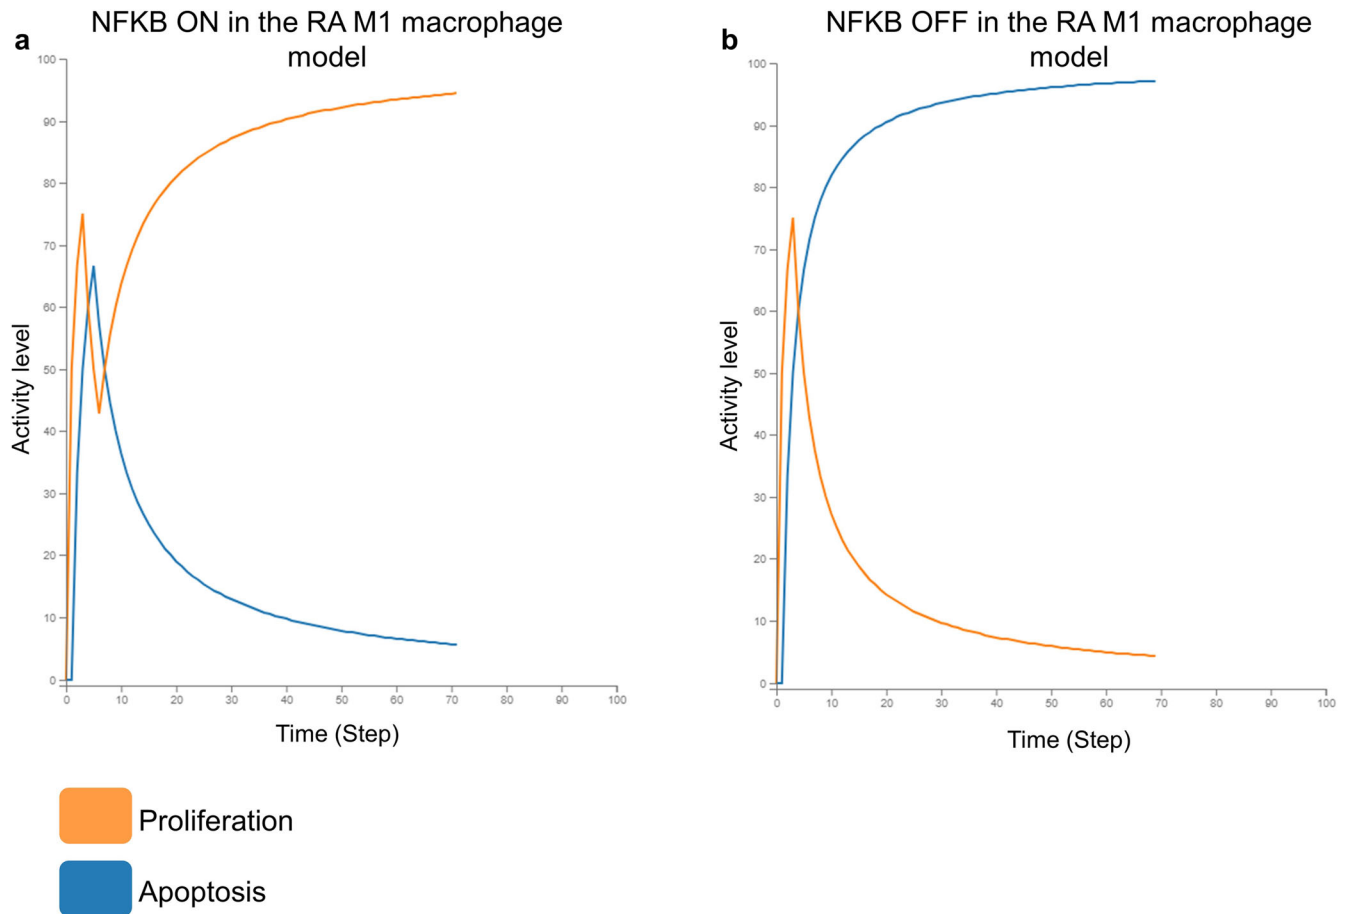 a
NFKB ON in the RA M1 macrophage
model
100
90
80
70
60
50
40
30
20
10
0
Activity level
0 10 20 30 40 50 60 70 80 90 100
Time (Step)
b
NFKB OFF in the RA M1 macrophage
model
100
90
80
70
60
50
40
30
20
10
0
Activity level
0 10 20 30 40 50 60 70 80 90 100
Time (Step)
Proliferation
Apoptosis